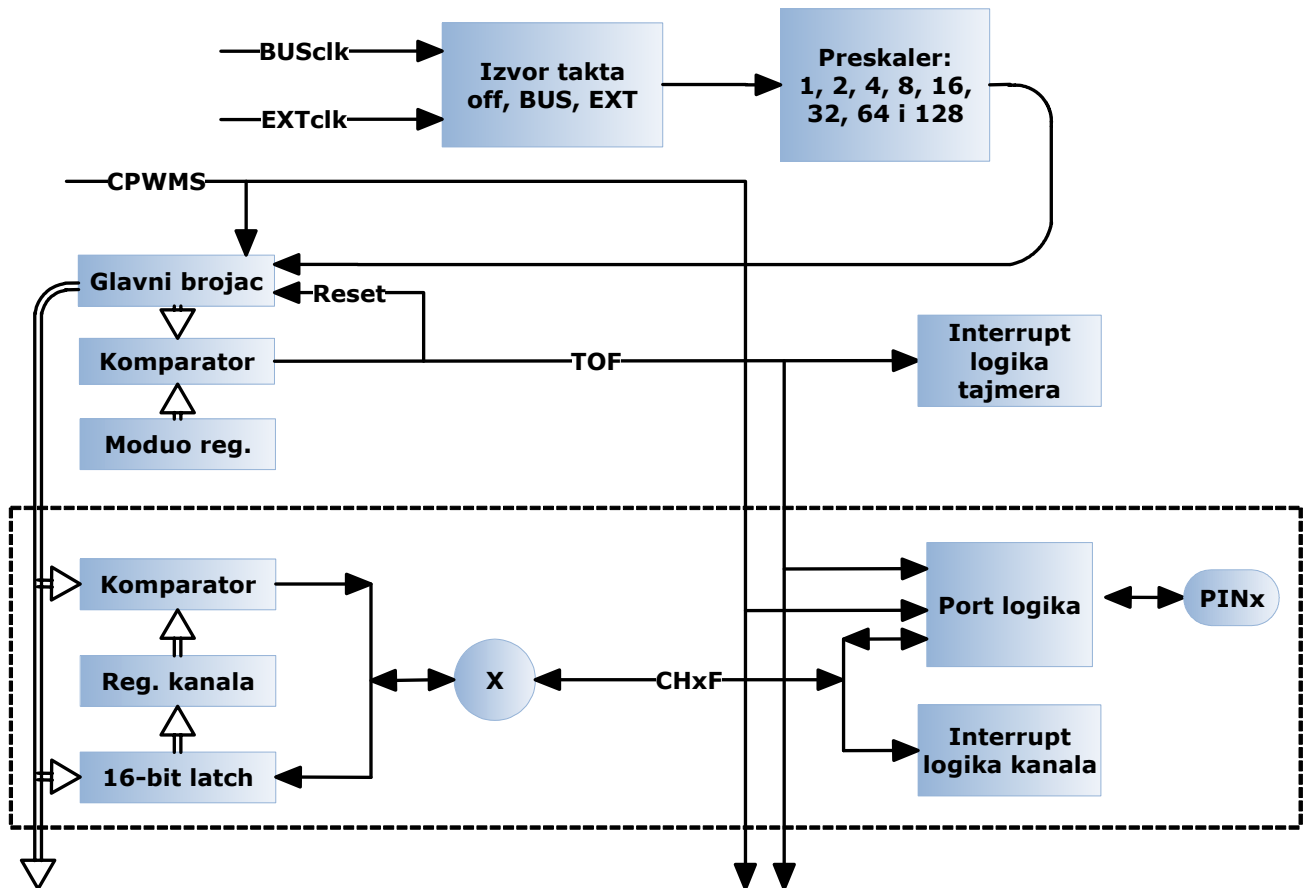 BUSclk
EXTclk
Izvor takta
off, BUS, EXT
Preskaler:
1, 2, 4, 8, 16,
32, 64 i 128
CPWMS
Glavni brojac
Reset
Komparator
TOF
Interrupt
logika
tajmera
Moduo reg.
Komparator
Port logika
PINx
Reg. kanala
X
CHxF
16-bit latch
Interrupt
logika kanala